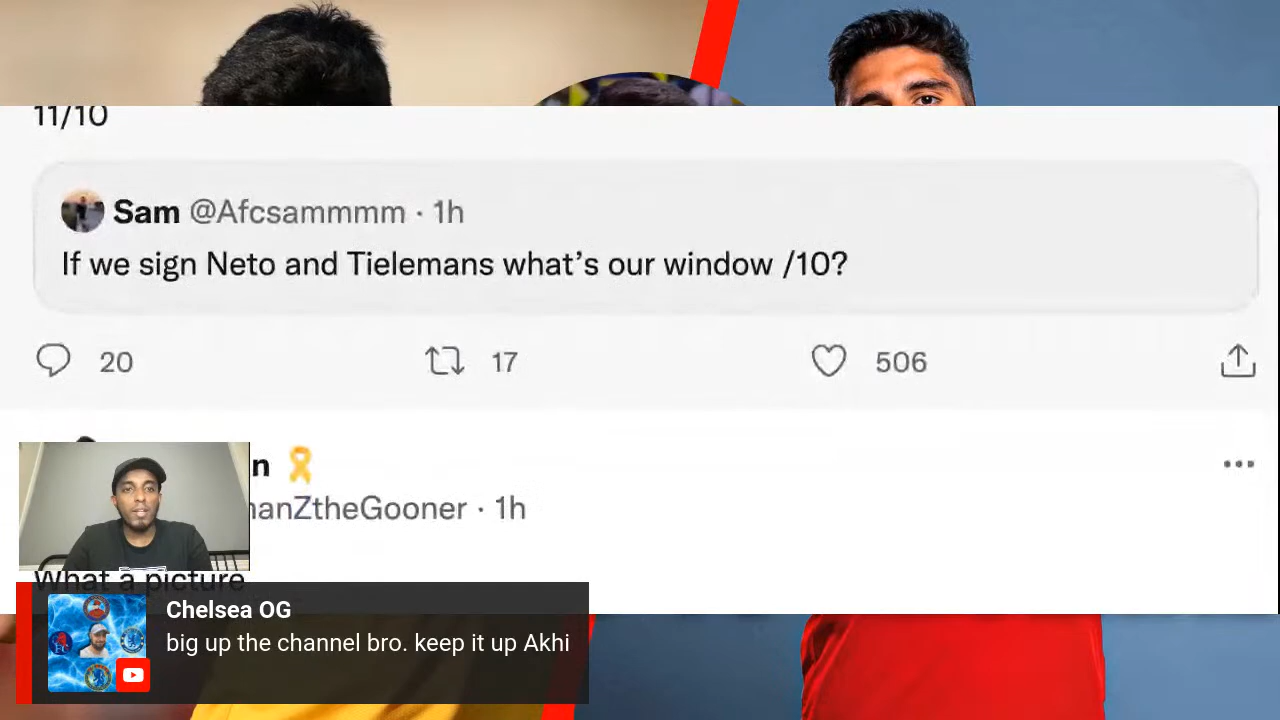 11/10
Sam @Afcsammmm · 1h
If we sign Neto and Tielemans what's our window /10?
20 17 506
n 🎗
anZtheGooner · 1h
What a picture
Chelsea OG
big up the channel bro. keep it up Akhi